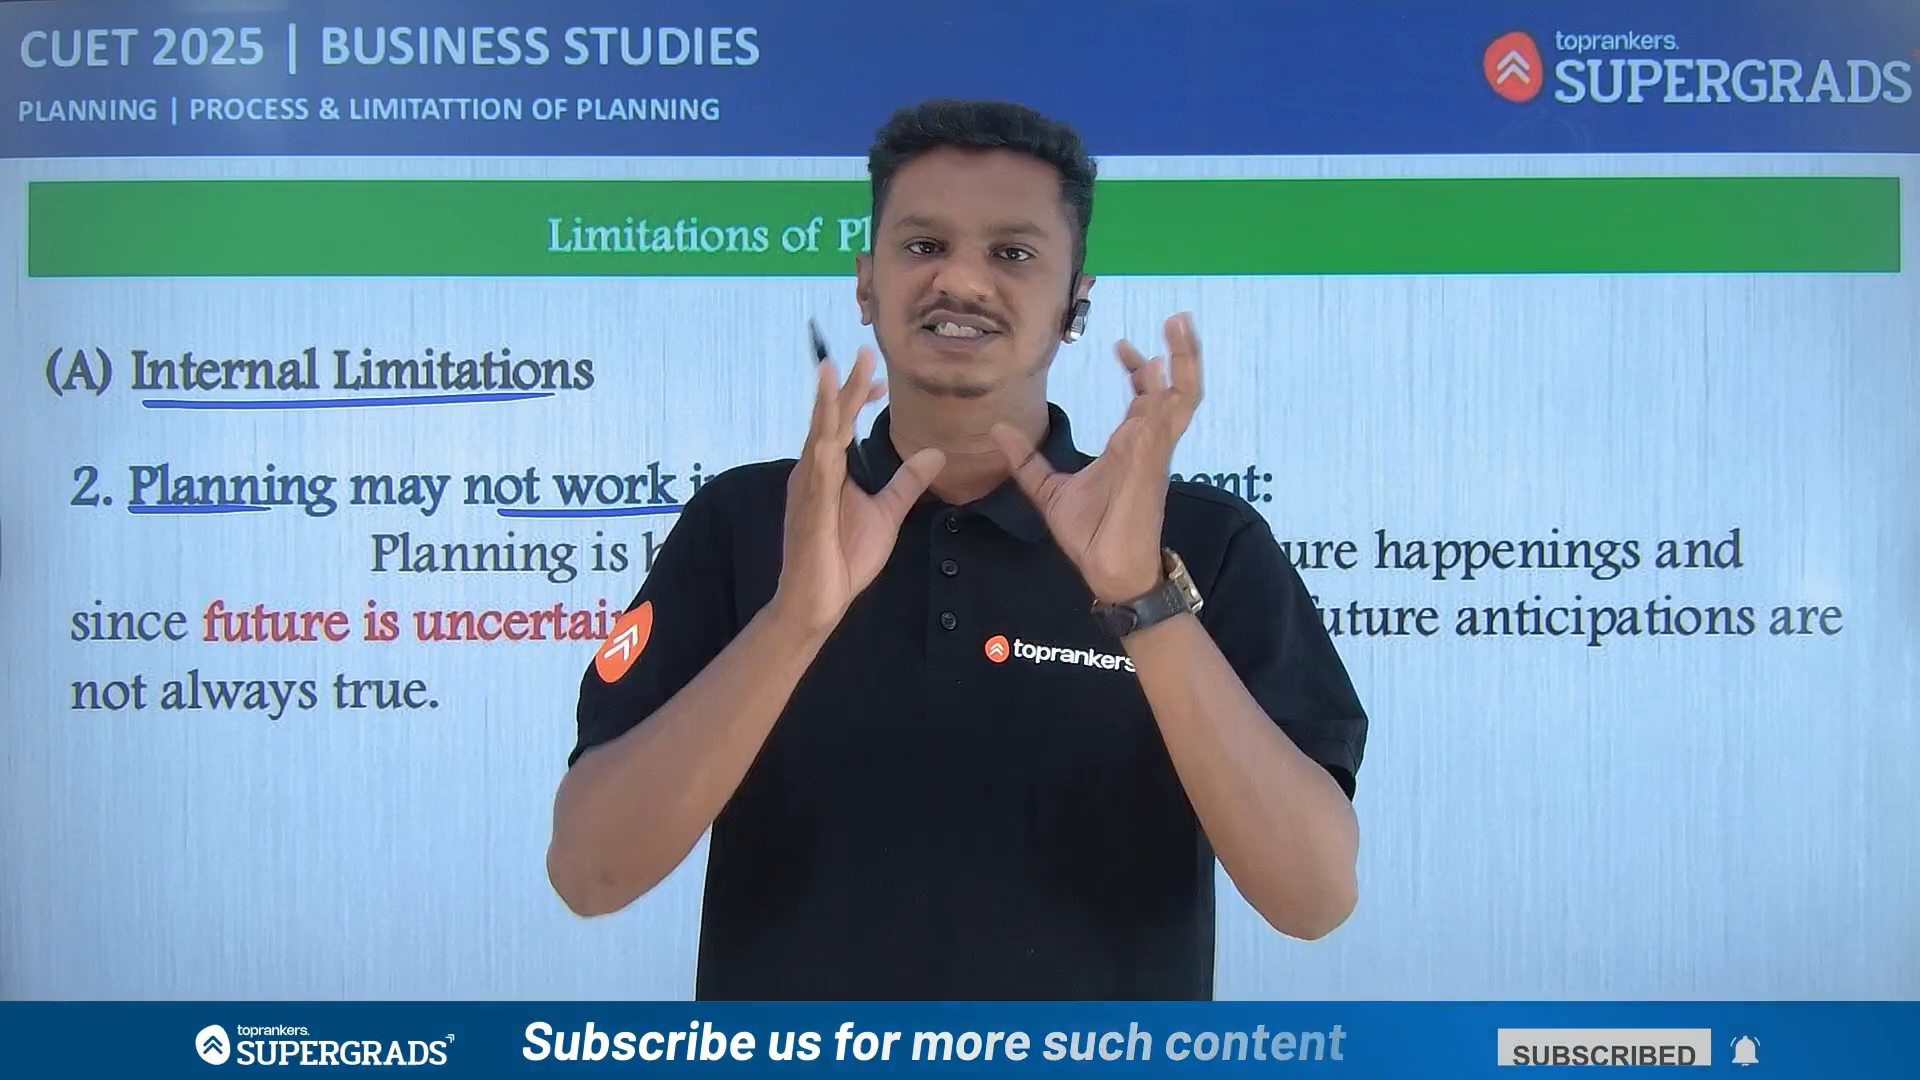 CUET 2025 | BUSINESS STUDIES
PLANNING | PROCESS & LIMITATTION OF PLANNING
toprankers.
SUPERGRADS
Limitations of Pl
(A) Internal Limitations
2. Planning may not work i ent:
Planning is b ure happenings and
since future is uncertain future anticipations are
not always true.
toprankers
toprankers.
SUPERGRADS
Subscribe us for more such content
SUBSCRIBED